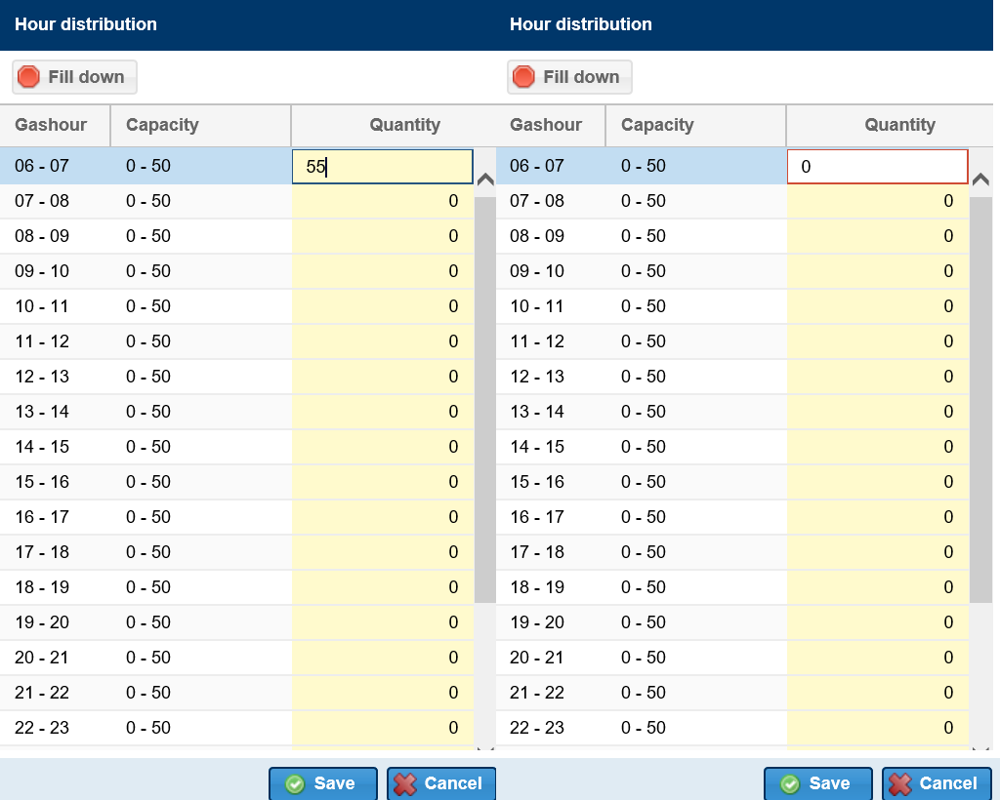 Hour distribution Hour distribution
Fill down Fill down
Gashour Capacity Quantity Gashour Capacity Quantity
06 - 07 0 - 50 55 06 - 07 0 - 50 0
07 - 08 0 - 50 0 07 - 08 0 - 50 0
08 - 09 0 - 50 0 08 - 09 0 - 50 0
09 - 10 0 - 50 0 09 - 10 0 - 50 0
10 - 11 0 - 50 0 10 - 11 0 - 50 0
11 - 12 0 - 50 0 11 - 12 0 - 50 0
12 - 13 0 - 50 0 12 - 13 0 - 50 0
13 - 14 0 - 50 0 13 - 14 0 - 50 0
14 - 15 0 - 50 0 14 - 15 0 - 50 0
15 - 16 0 - 50 0 15 - 16 0 - 50 0
16 - 17 0 - 50 0 16 - 17 0 - 50 0
17 - 18 0 - 50 0 17 - 18 0 - 50 0
18 - 19 0 - 50 0 18 - 19 0 - 50 0
19 - 20 0 - 50 0 19 - 20 0 - 50 0
20 - 21 0 - 50 0 20 - 21 0 - 50 0
21 - 22 0 - 50 0 21 - 22 0 - 50 0
22 - 23 0 - 50 0 22 - 23 0 - 50 0
Save Cancel Save Cancel